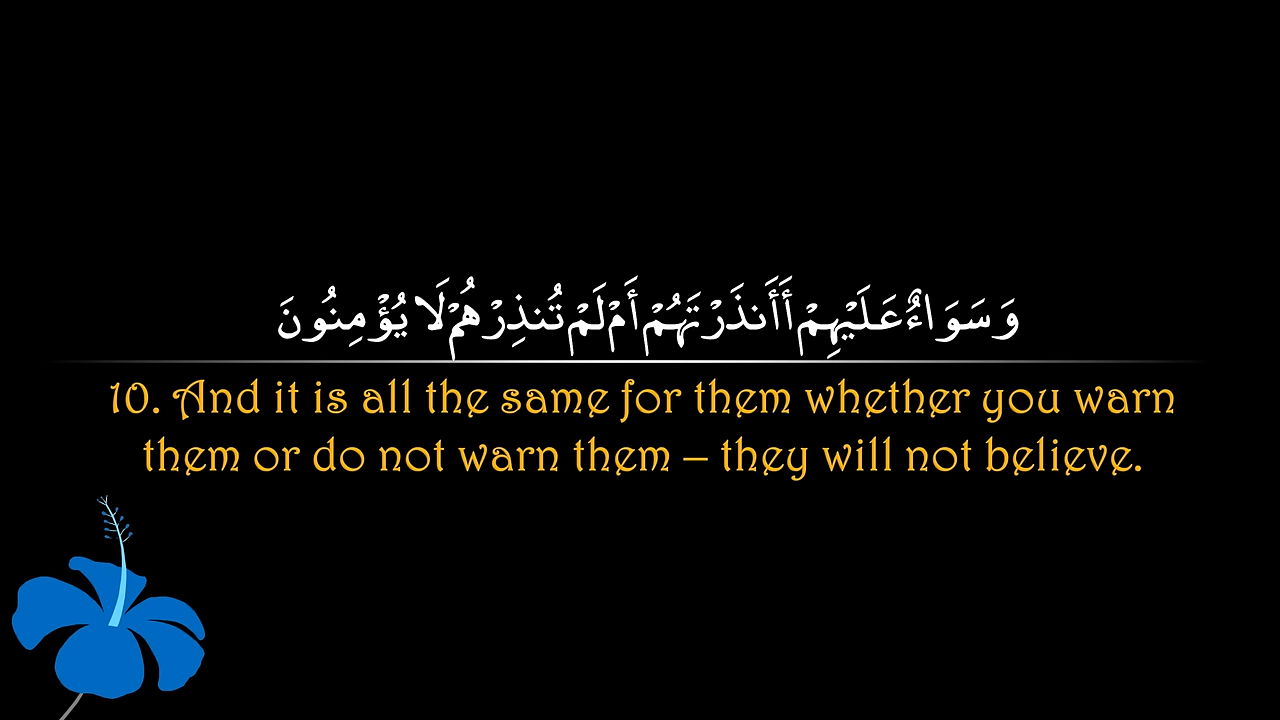 وَسَوَاءٌ عَلَيْهِمْ أَأَنذَرْتَهُمْ أَمْ لَمْ تُنذِرْهُمْ لَا يُؤْمِنُونَ
10. And it is all the same for them whether you warn
them or do not warn them – they will not believe.